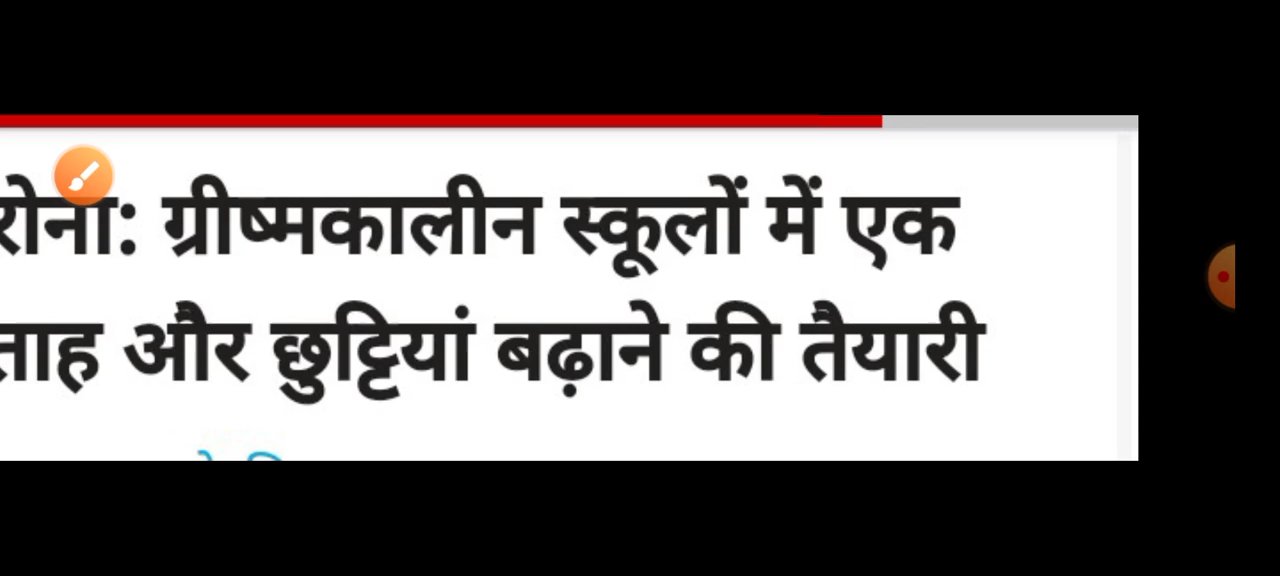 रोना: ग्रीष्मकालीन स्कूलों में एक
ताह और छुट्टियां बढ़ाने की तैयारी